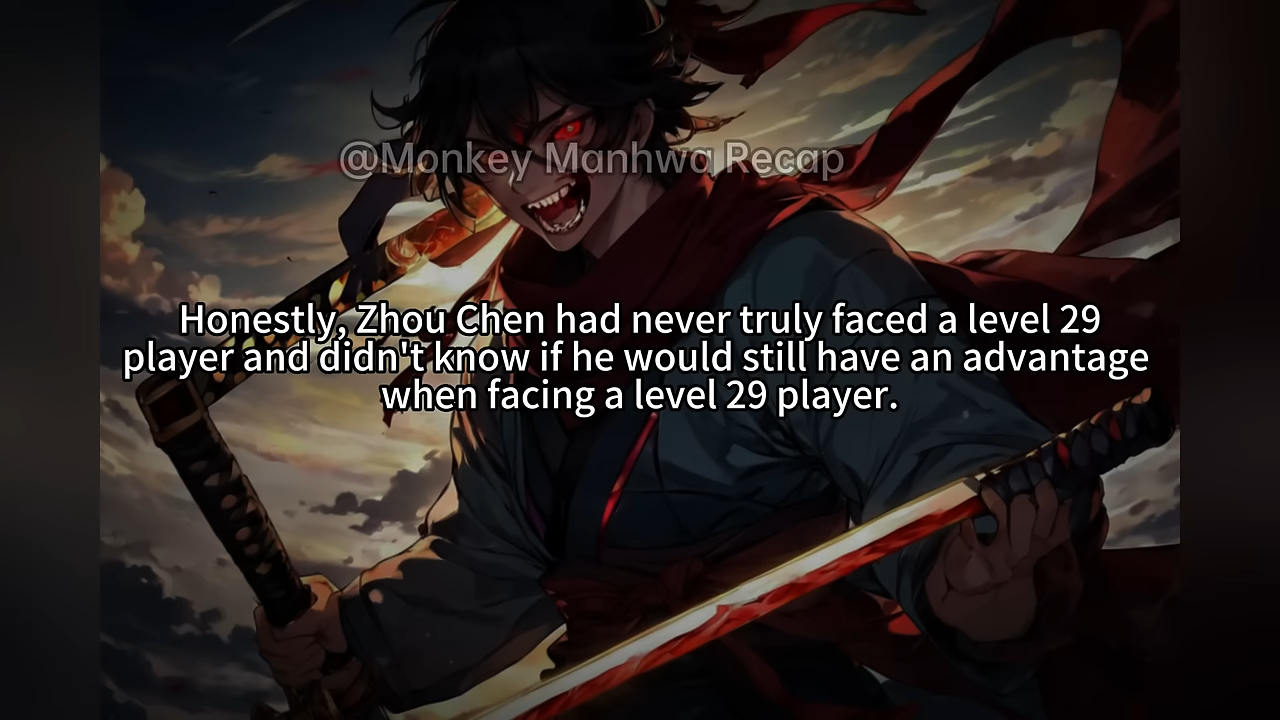 @Monkey Manhwa Recap
Honestly, Zhou Chen had never truly faced a level 29
player and didn't know if he would still have an advantage
when facing a level 29 player.